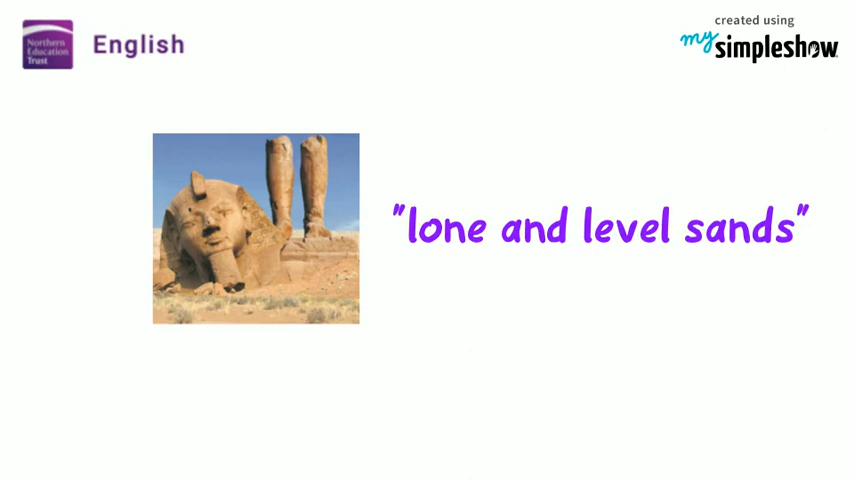 Northern
Education
Trust
English
created using
my simpleshow
"lone and level sands"